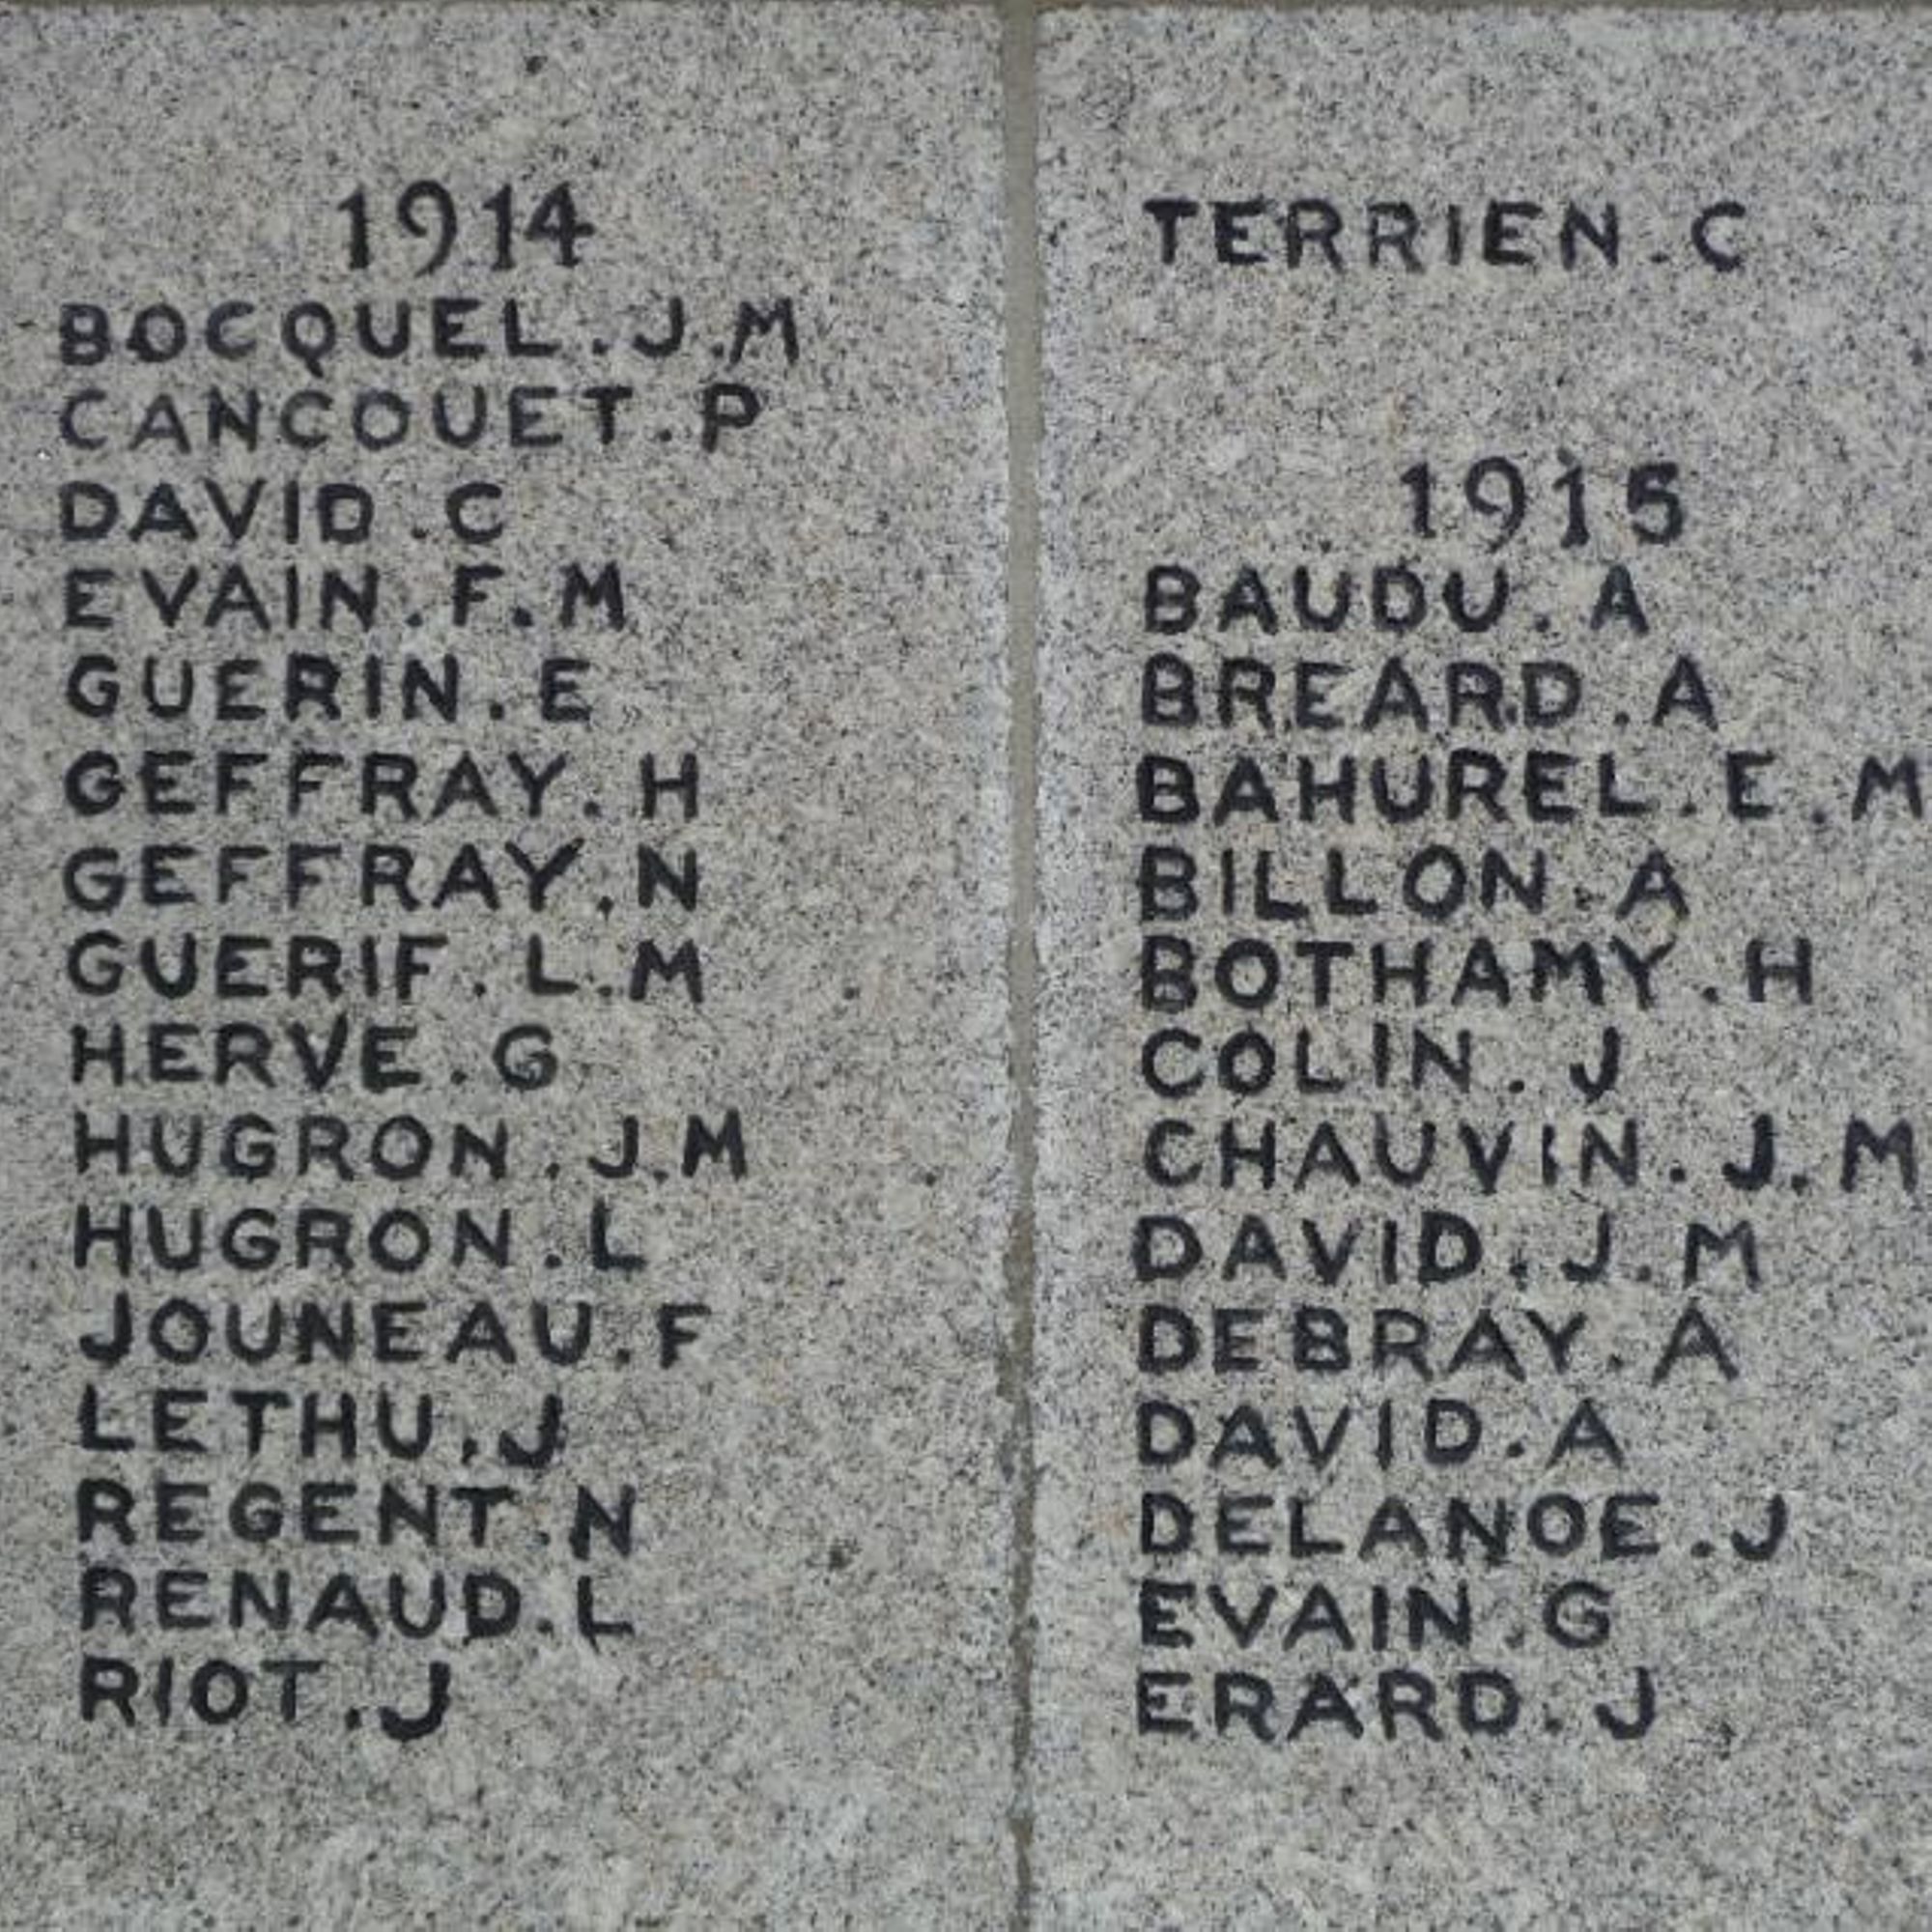 1914
BOCQUEL.J.M
CANCOUET.P
DAVID.C
EVAIN.F.M
GUERIN.E
GEFFRAY.H
GEFFRAY.N
GUERIF.L.M
HERVE.G
HUGRON.J.M
HUGRON.L
JOUNEAU.F
LETHU.J
REGENT.N
RENAUD.L
RIOT.J
TERRIEN.C
1915
BAUDU.A
BREARD.A
BAHUREL.E.M
BILLON.A
BOTHAMY.H
COLIN.J
CHAUVIN.J.M
DAVID.J.M
DEBRAY.A
DAVID.A
DELANOE.J
EVAIN.G
ERARD.J